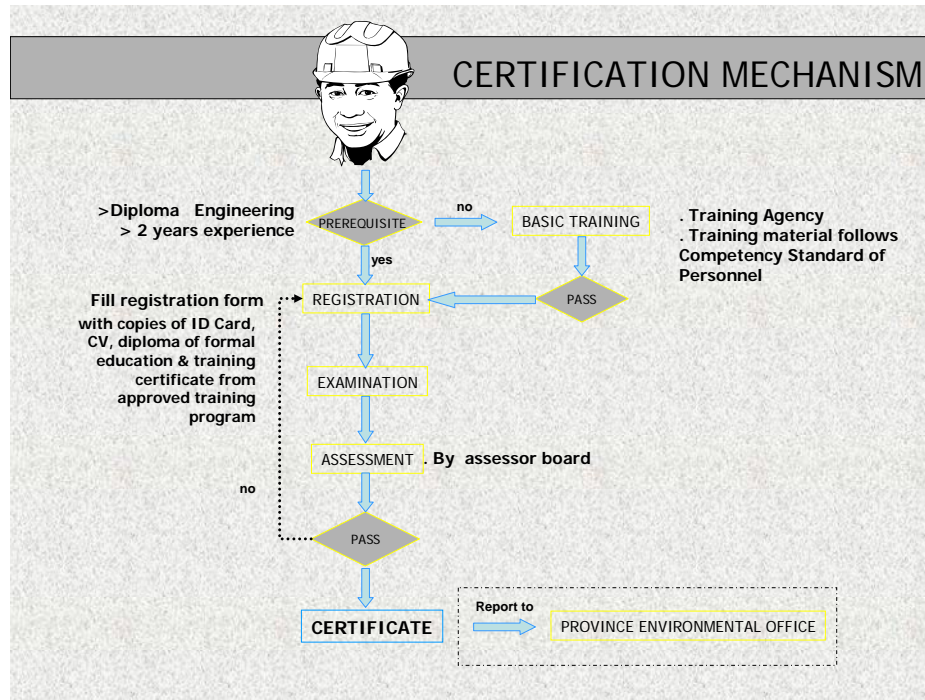 CERTIFICATION MECHANISM
>Diploma Engineering
> 2 years experience
PREREQUISITE
no
BASIC TRAINING
. Training Agency
. Training material follows
Competency Standard of
Personnel
yes
Fill registration form
with copies of ID Card,
CV, diploma of formal
education & training
certificate from
approved training
program
REGISTRATION
PASS
EXAMINATION
ASSESSMENT
. By assessor board
no
PASS
CERTIFICATE
Report to
PROVINCE ENVIRONMENTAL OFFICE